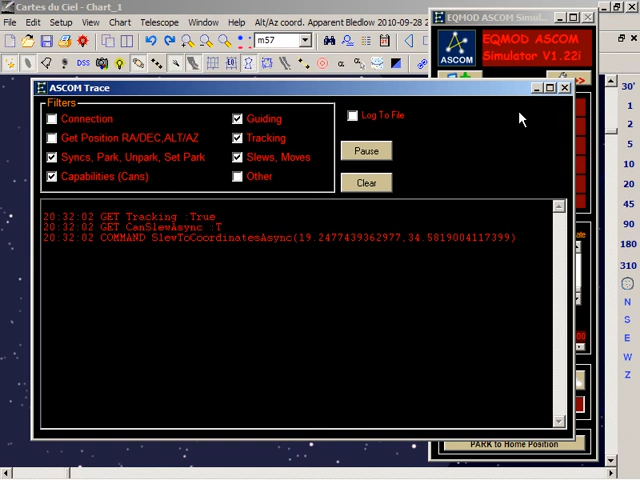 Cartes du Ciel - Chart_1
File Edit Setup View Chart Telescope Window Help Alt/Az coord. Apparent Bledlow 2010-09-28
m57
DSS
EQMOD ASCOM Simul...
ASCOM
EQMOD ASCOM
Simulator V1.22i
ASCOM Trace
Filters
Connection
Get Position RA/DEC,ALT/AZ
Syncs, Park, Unpark, Set Park
Capabilities (Cans)
Guiding
Tracking
Slews, Moves
Other
Log To File
Pause
Clear
20:32:02 GET Tracking :True
20:32:02 GET CanSlewAsync :T
20:32:02 COMMAND SlewToCoordinatesAsync(19.2477439362977,34.5819004117399)
PARK to Home Position
30'
1
3
5
10
20
45
90
180
310
N
S
E
W
Z